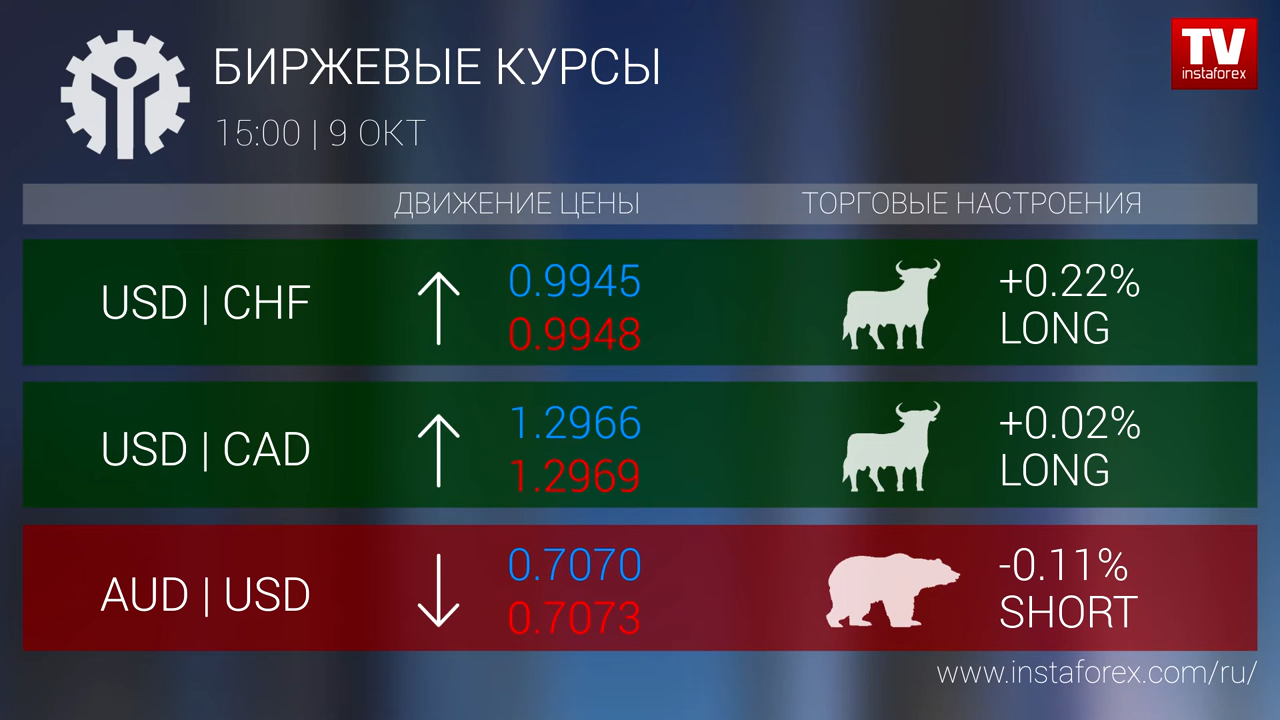 БИРЖЕВЫЕ КУРСЫ
TV
instaforex
15:00 | 9 ОКТ
ДВИЖЕНИЕ ЦЕНЫ
ТОРГОВЫЕ НАСТРОЕНИЯ
USD | CHF
0.9945
0.9948
+0.22%
LONG
USD | CAD
1.2966
1.2969
+0.02%
LONG
AUD | USD
0.7070
0.7073
-0.11%
SHORT
www.instaforex.com/ru/